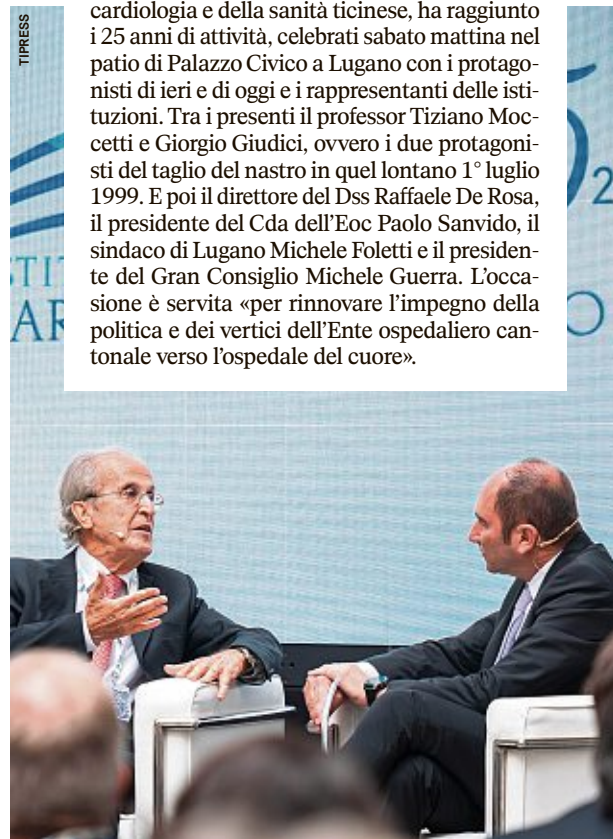 TIPRESS
cardiologia e della sanità ticinese, ha raggiunto
i 25 anni di attività, celebrati sabato mattina nel
patio di Palazzo Civico a Lugano con i protago-
nisti di ieri e di oggi e i rappresentanti delle isti-
tuzioni. Tra i presenti il professor Tiziano Moc-
cetti e Giorgio Giudici, ovvero i due protagoni-
sti del taglio del nastro in quel lontano 1° luglio
1999. E poi il direttore del Dss Raffaele De Rosa,
il presidente del Cda dell’Eoc Paolo Sanvido, il
sindaco di Lugano Michele Foletti e il presiden-
te del Gran Consiglio Michele Guerra. L’occa-
sione è servita «per rinnovare l’impegno della
politica e dei vertici dell’Ente ospedaliero can-
tonale verso l’ospedale del cuore».